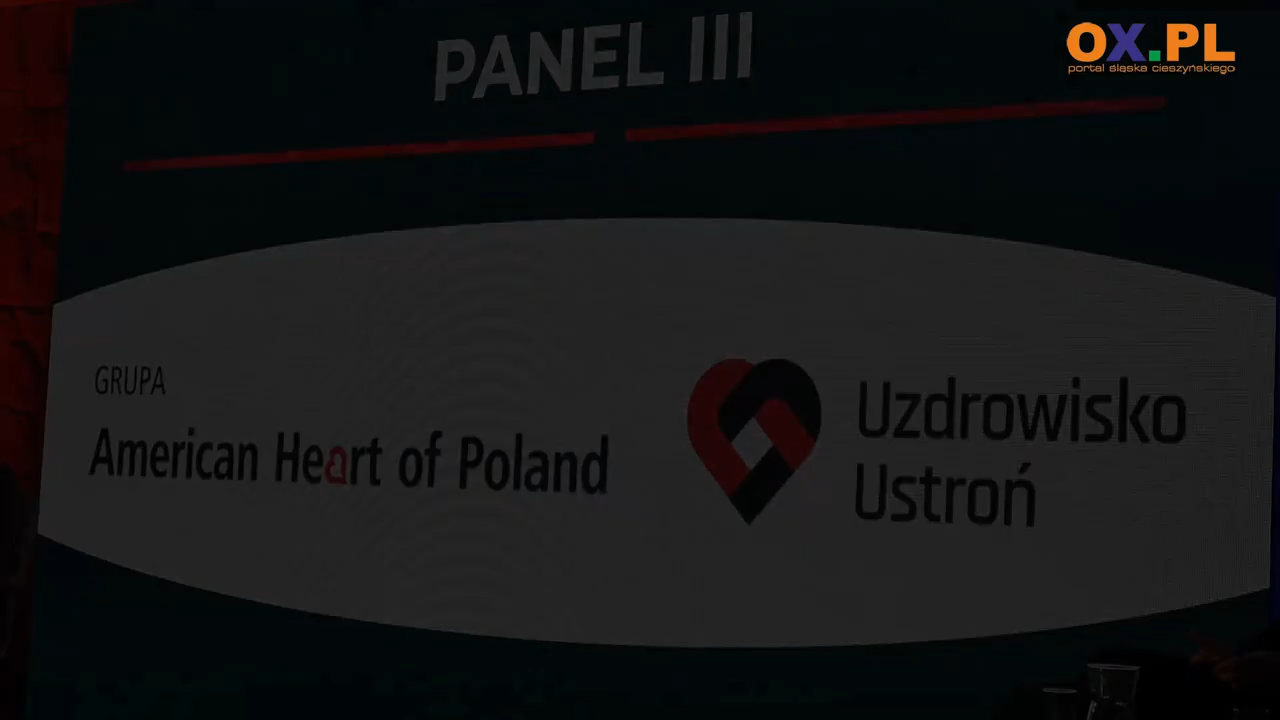 PANEL III
OX.PL
portal śląska cieszyńskiego
GRUPA
American Heart of Poland
Uzdrowisko
Ustroń